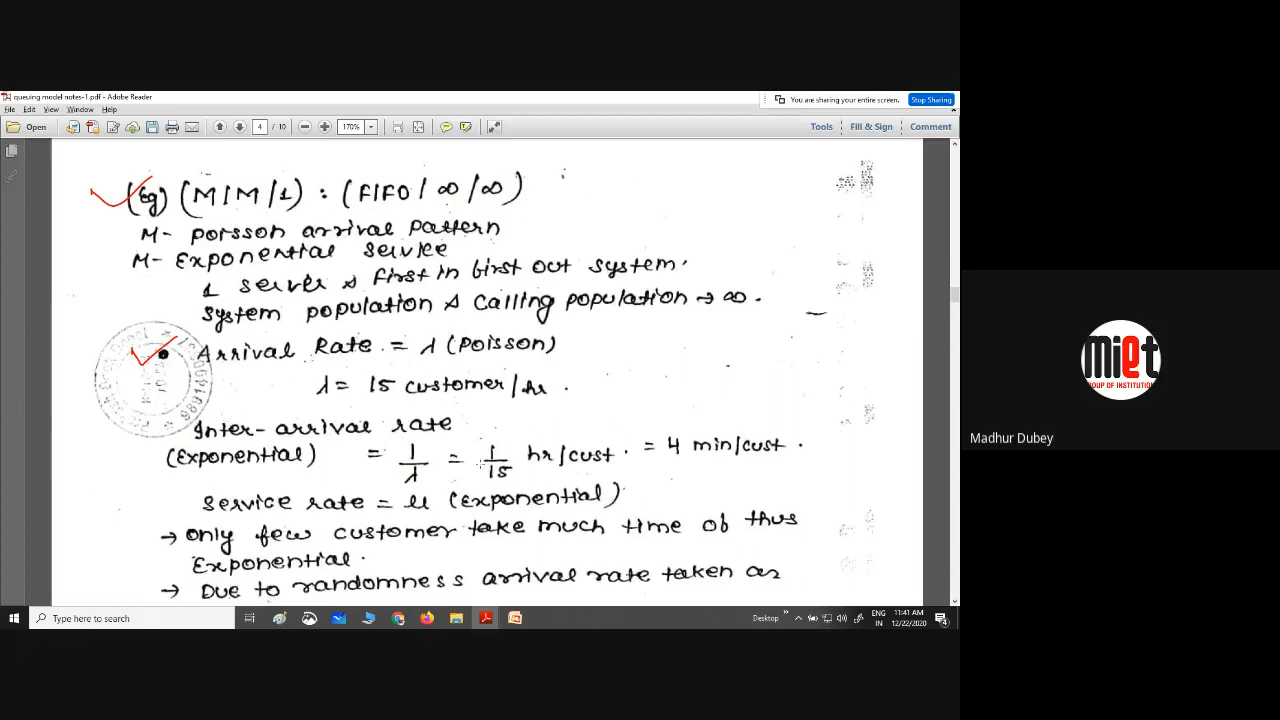 queuing model notes-1.pdf - Adobe Reader
File Edit View Window Help
You are sharing your entire screen. Stop Sharing
Open 4 / 10 170% Tools Fill & Sign Comment
(Eg) (M/M/1) : (FIFO/∞/∞)
M- poisson arrival pattern
M- Exponential service
1 server & first in first out system.
system population & calling population → ∞.
Arrival Rate = λ (Poisson)
λ = 15 customer/hr.
Inter-arrival rate
(Exponential) = 1/λ = 1/15 hr/cust. = 4 min/cust.
Service rate = μ (Exponential)
→ only few customer take much time of thus
Exponential.
→ Due to randomness arrival rate taken as
miet
GROUP OF INSTITUTION
Madhur Dubey
Type here to search
Desktop ENG 11:41 AM
IN 12/22/2020 4